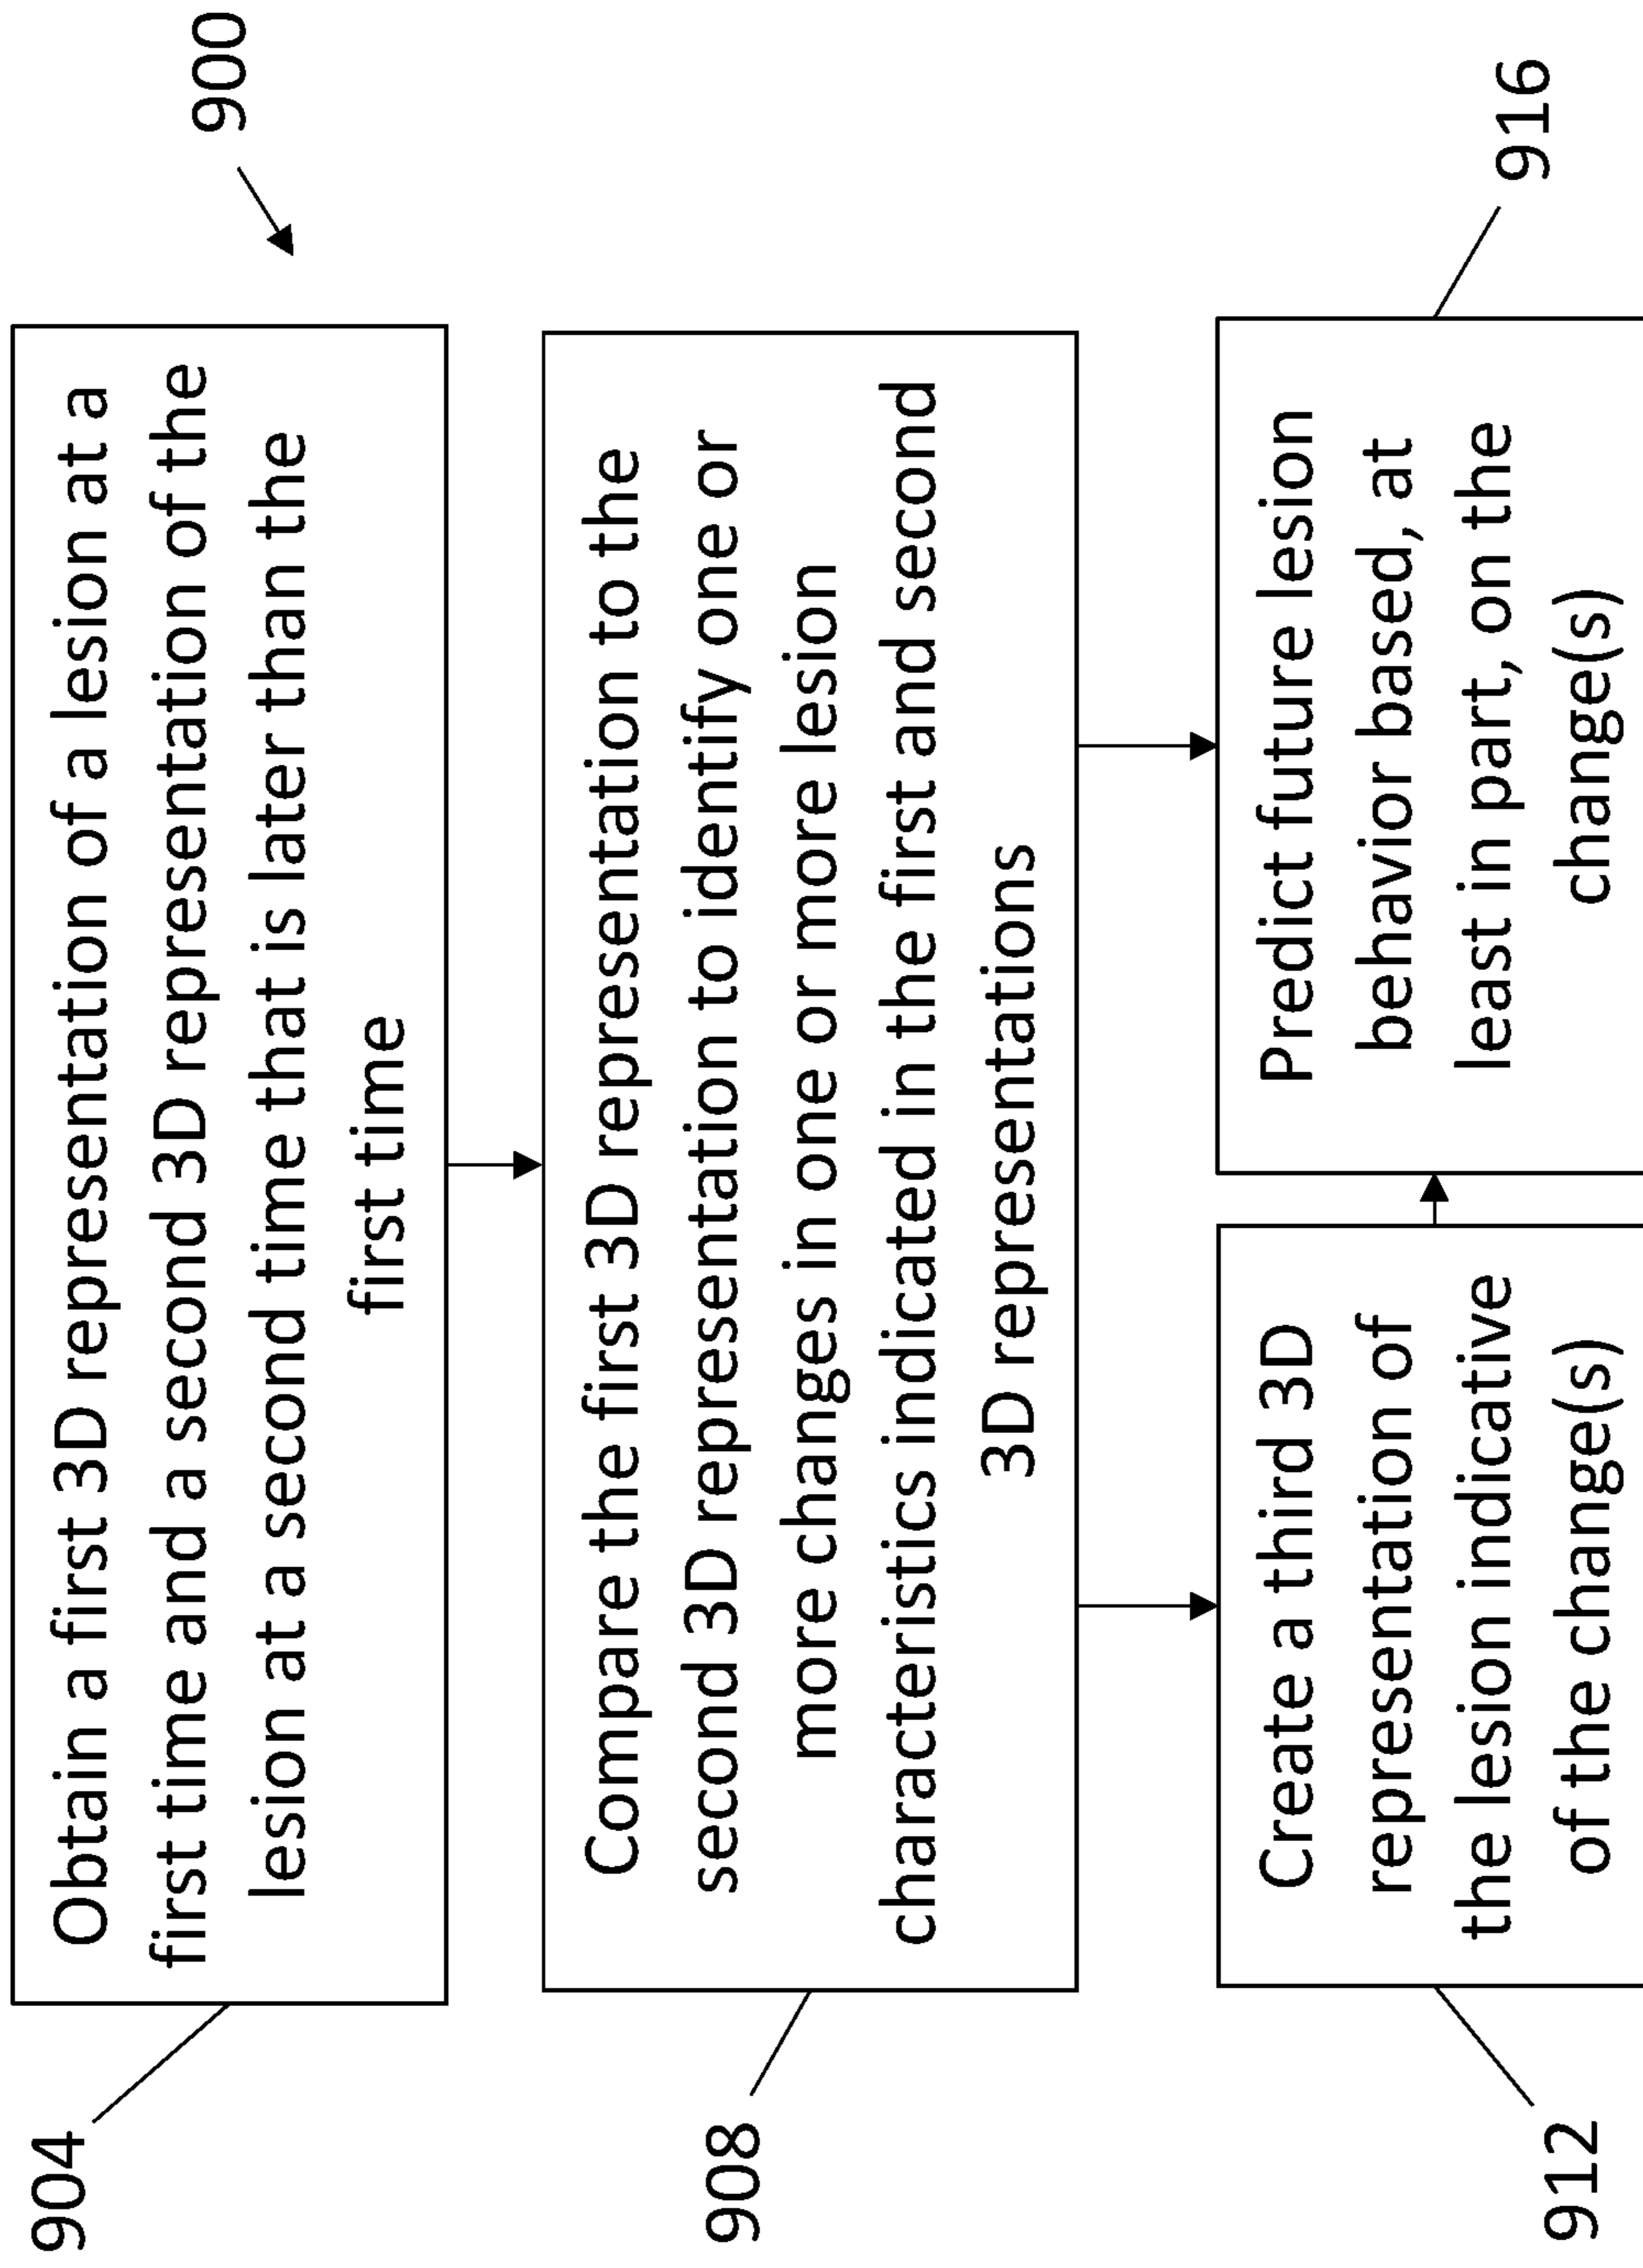 900
904
Obtain a first 3D representation of a lesion at a
first time and a second 3D representation of the
lesion at a second time that is later than the
first time
908
Compare the first 3D representation to the
second 3D representation to identify one or
more changes in one or more lesion
characteristics indicated in the first and second
3D representations
912
Create a third 3D
representation of
the lesion indicative
of the change(s)
Predict future lesion
behavior based, at
least in part, on the
change(s)
916